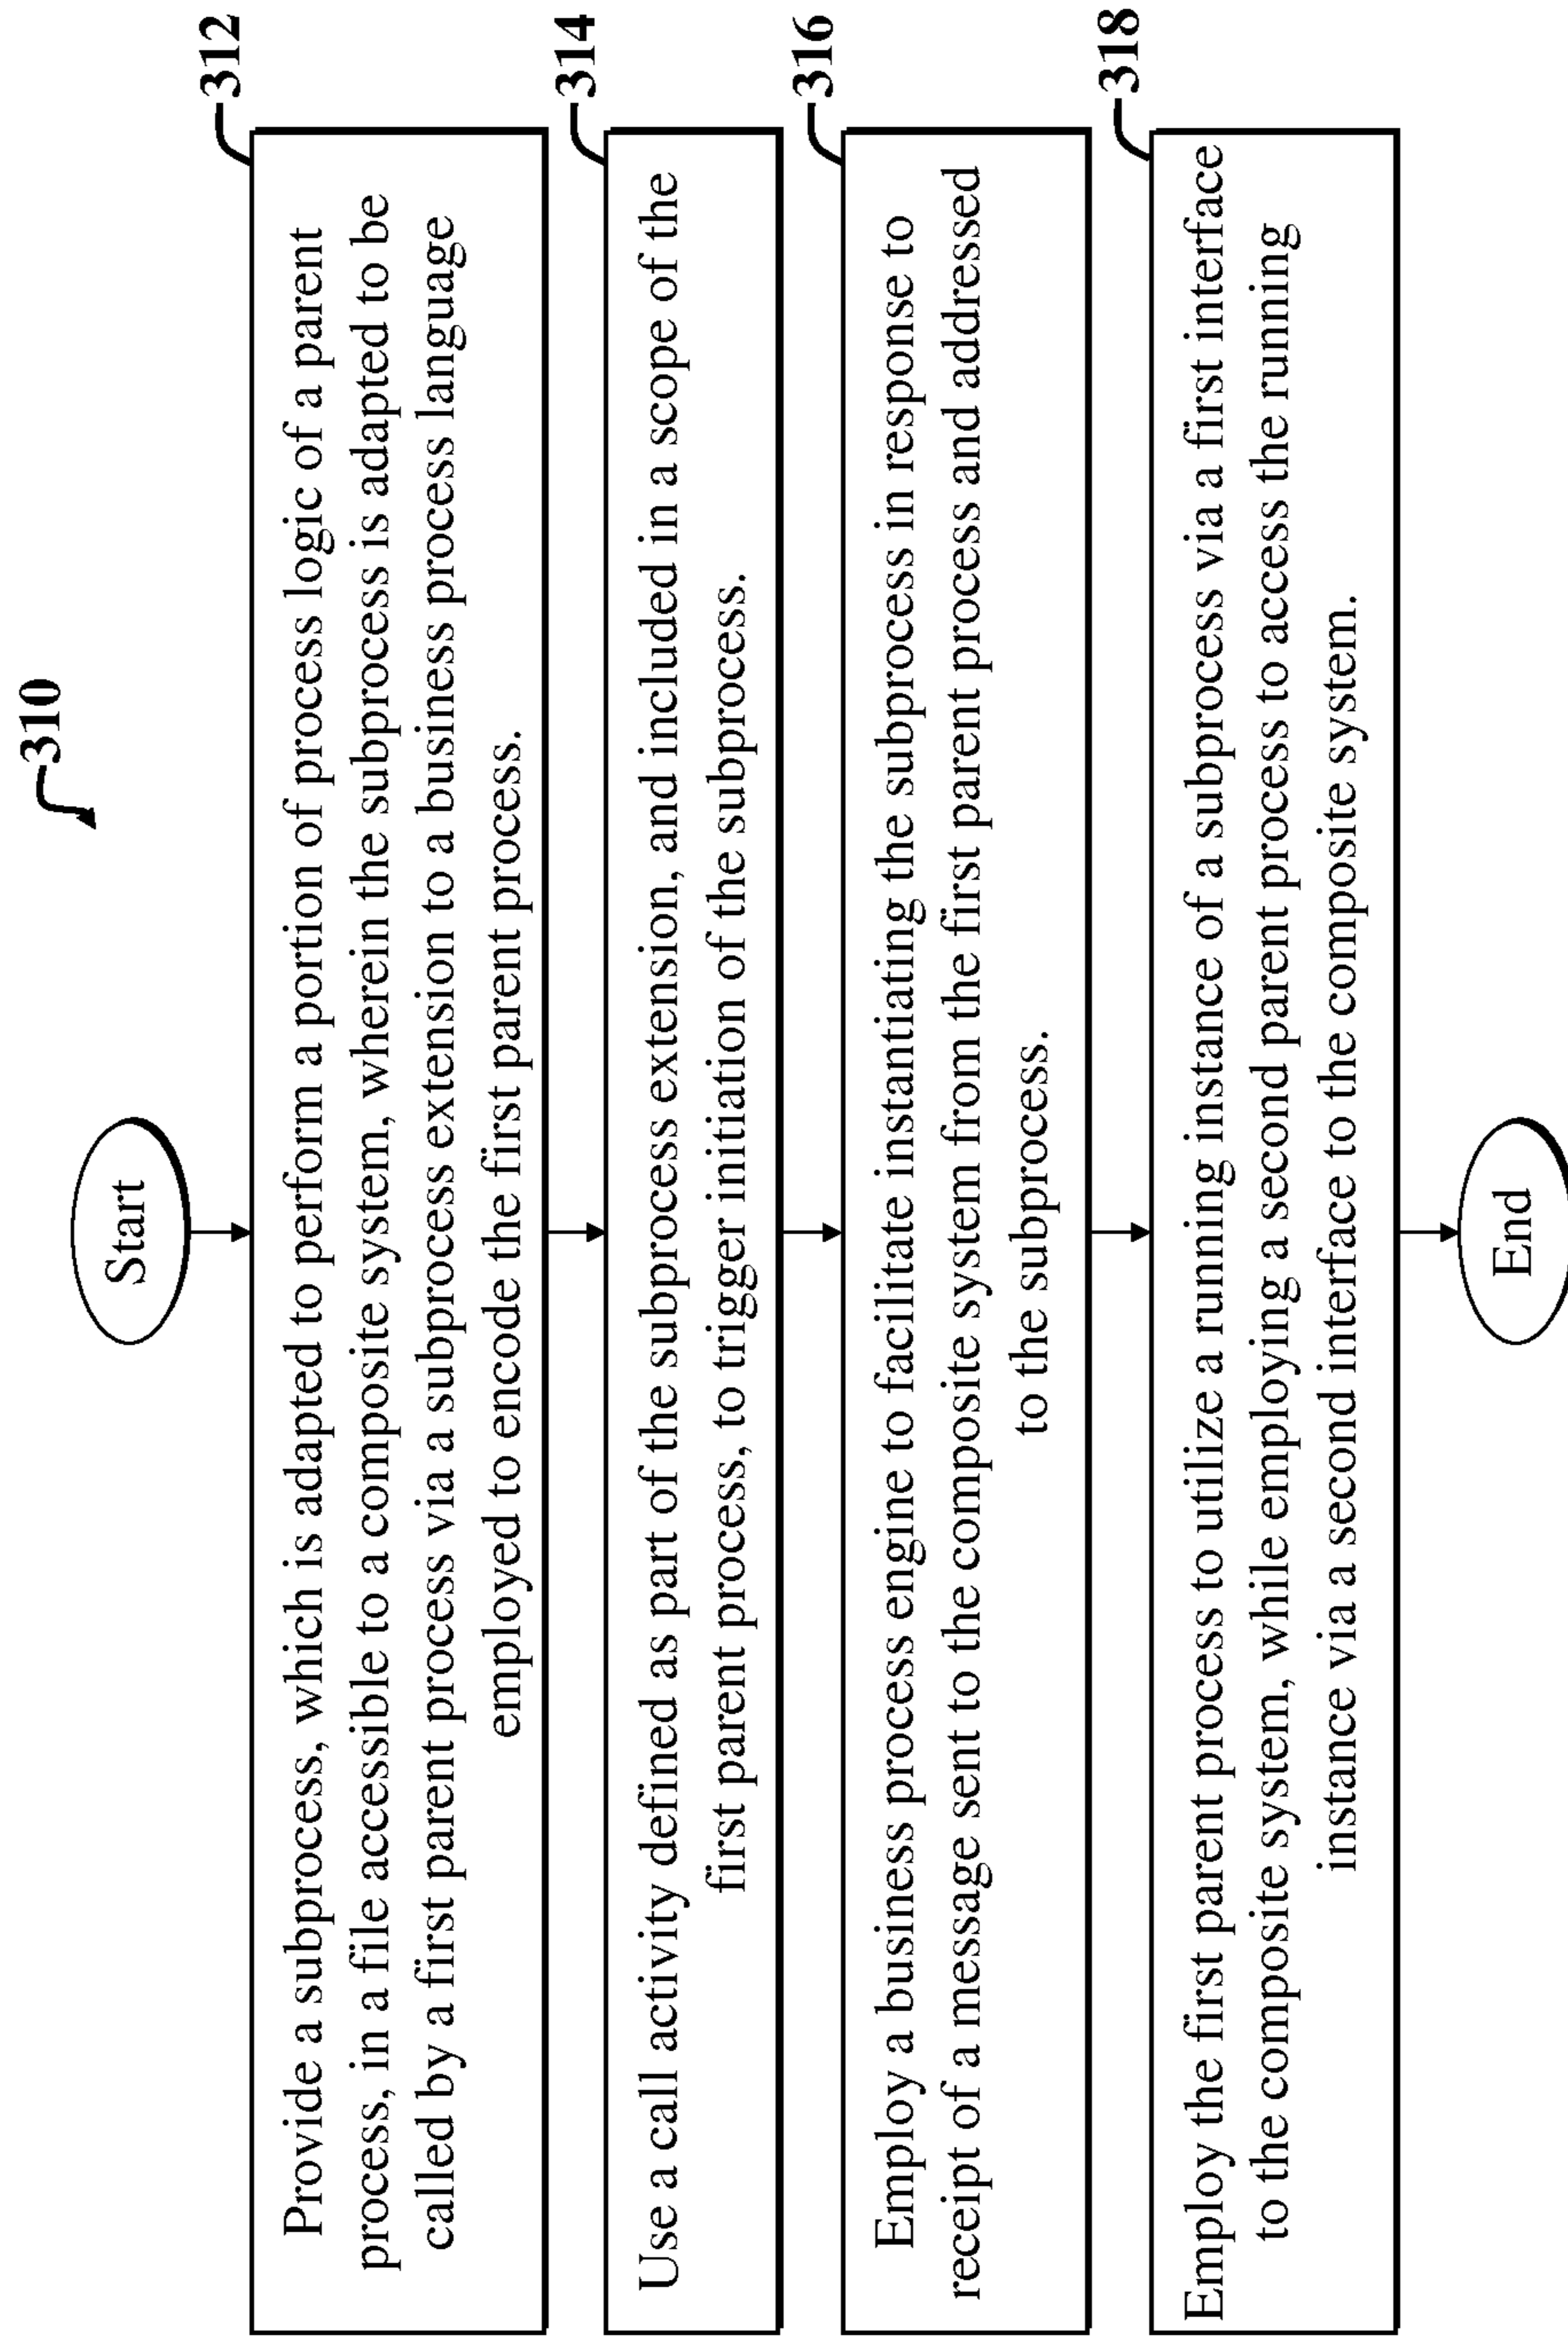 310
Start
312
Provide a subprocess, which is adapted to perform a portion of process logic of a parent
process, in a file accessible to a composite system, wherein the subprocess is adapted to be
called by a first parent process via a subprocess extension to a business process language
employed to encode the first parent process.
314
Use a call activity defined as part of the subprocess extension, and included in a scope of the
first parent process, to trigger initiation of the subprocess.
316
Employ a business process engine to facilitate instantiating the subprocess in response to
receipt of a message sent to the composite system from the first parent process and addressed
to the subprocess.
318
Employ the first parent process to utilize a running instance of a subprocess via a first interface
to the composite system, while employing a second parent process to access the running
instance via a second interface to the composite system.
End